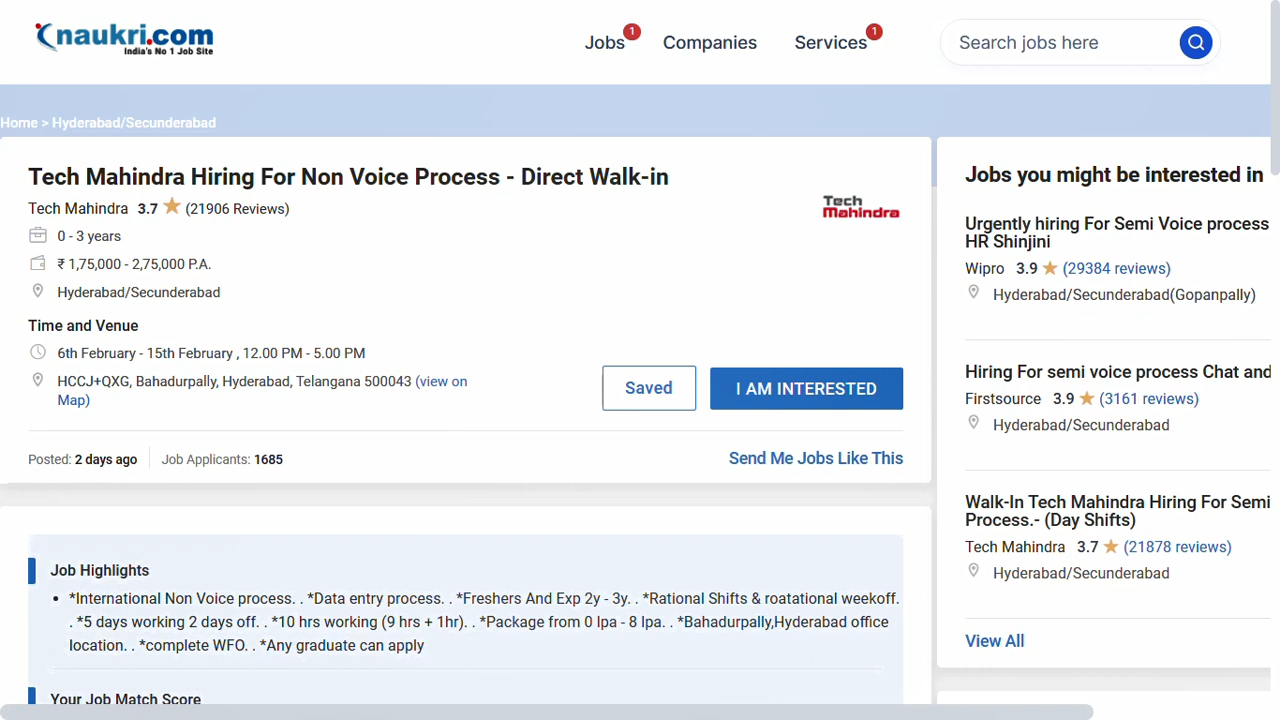 naukri.com
India's No 1 Job Site
Jobs 1
Companies
Services 1
Search jobs here
Home > Hyderabad/Secunderabad
Tech Mahindra Hiring For Non Voice Process - Direct Walk-in
Tech Mahindra 3.7 ★ (21906 Reviews)
Tech
Mahindra
0 - 3 years
₹ 1,75,000 - 2,75,000 P.A.
Hyderabad/Secunderabad
Time and Venue
6th February - 15th February , 12.00 PM - 5.00 PM
HCCJ+QXG, Bahadurpally, Hyderabad, Telangana 500043 (view on
Map)
Saved
I AM INTERESTED
Posted: 2 days ago
Job Applicants: 1685
Send Me Jobs Like This
Job Highlights
• *International Non Voice process. . *Data entry process. . *Freshers And Exp 2y - 3y. . *Rational Shifts & roatational weekoff.
. *5 days working 2 days off. . *10 hrs working (9 hrs + 1hr). . *Package from 0 lpa - 8 lpa. . *Bahadurpally,Hyderabad office
location. . *complete WFO. . *Any graduate can apply
Your Job Match Score
Jobs you might be interested in
Urgently hiring For Semi Voice process
HR Shinjini
Wipro 3.9 ★ (29384 reviews)
Hyderabad/Secunderabad(Gopanpally)
Hiring For semi voice process Chat and
Firstsource 3.9 ★ (3161 reviews)
Hyderabad/Secunderabad
Walk-In Tech Mahindra Hiring For Semi
Process.- (Day Shifts)
Tech Mahindra 3.7 ★ (21878 reviews)
Hyderabad/Secunderabad
View All